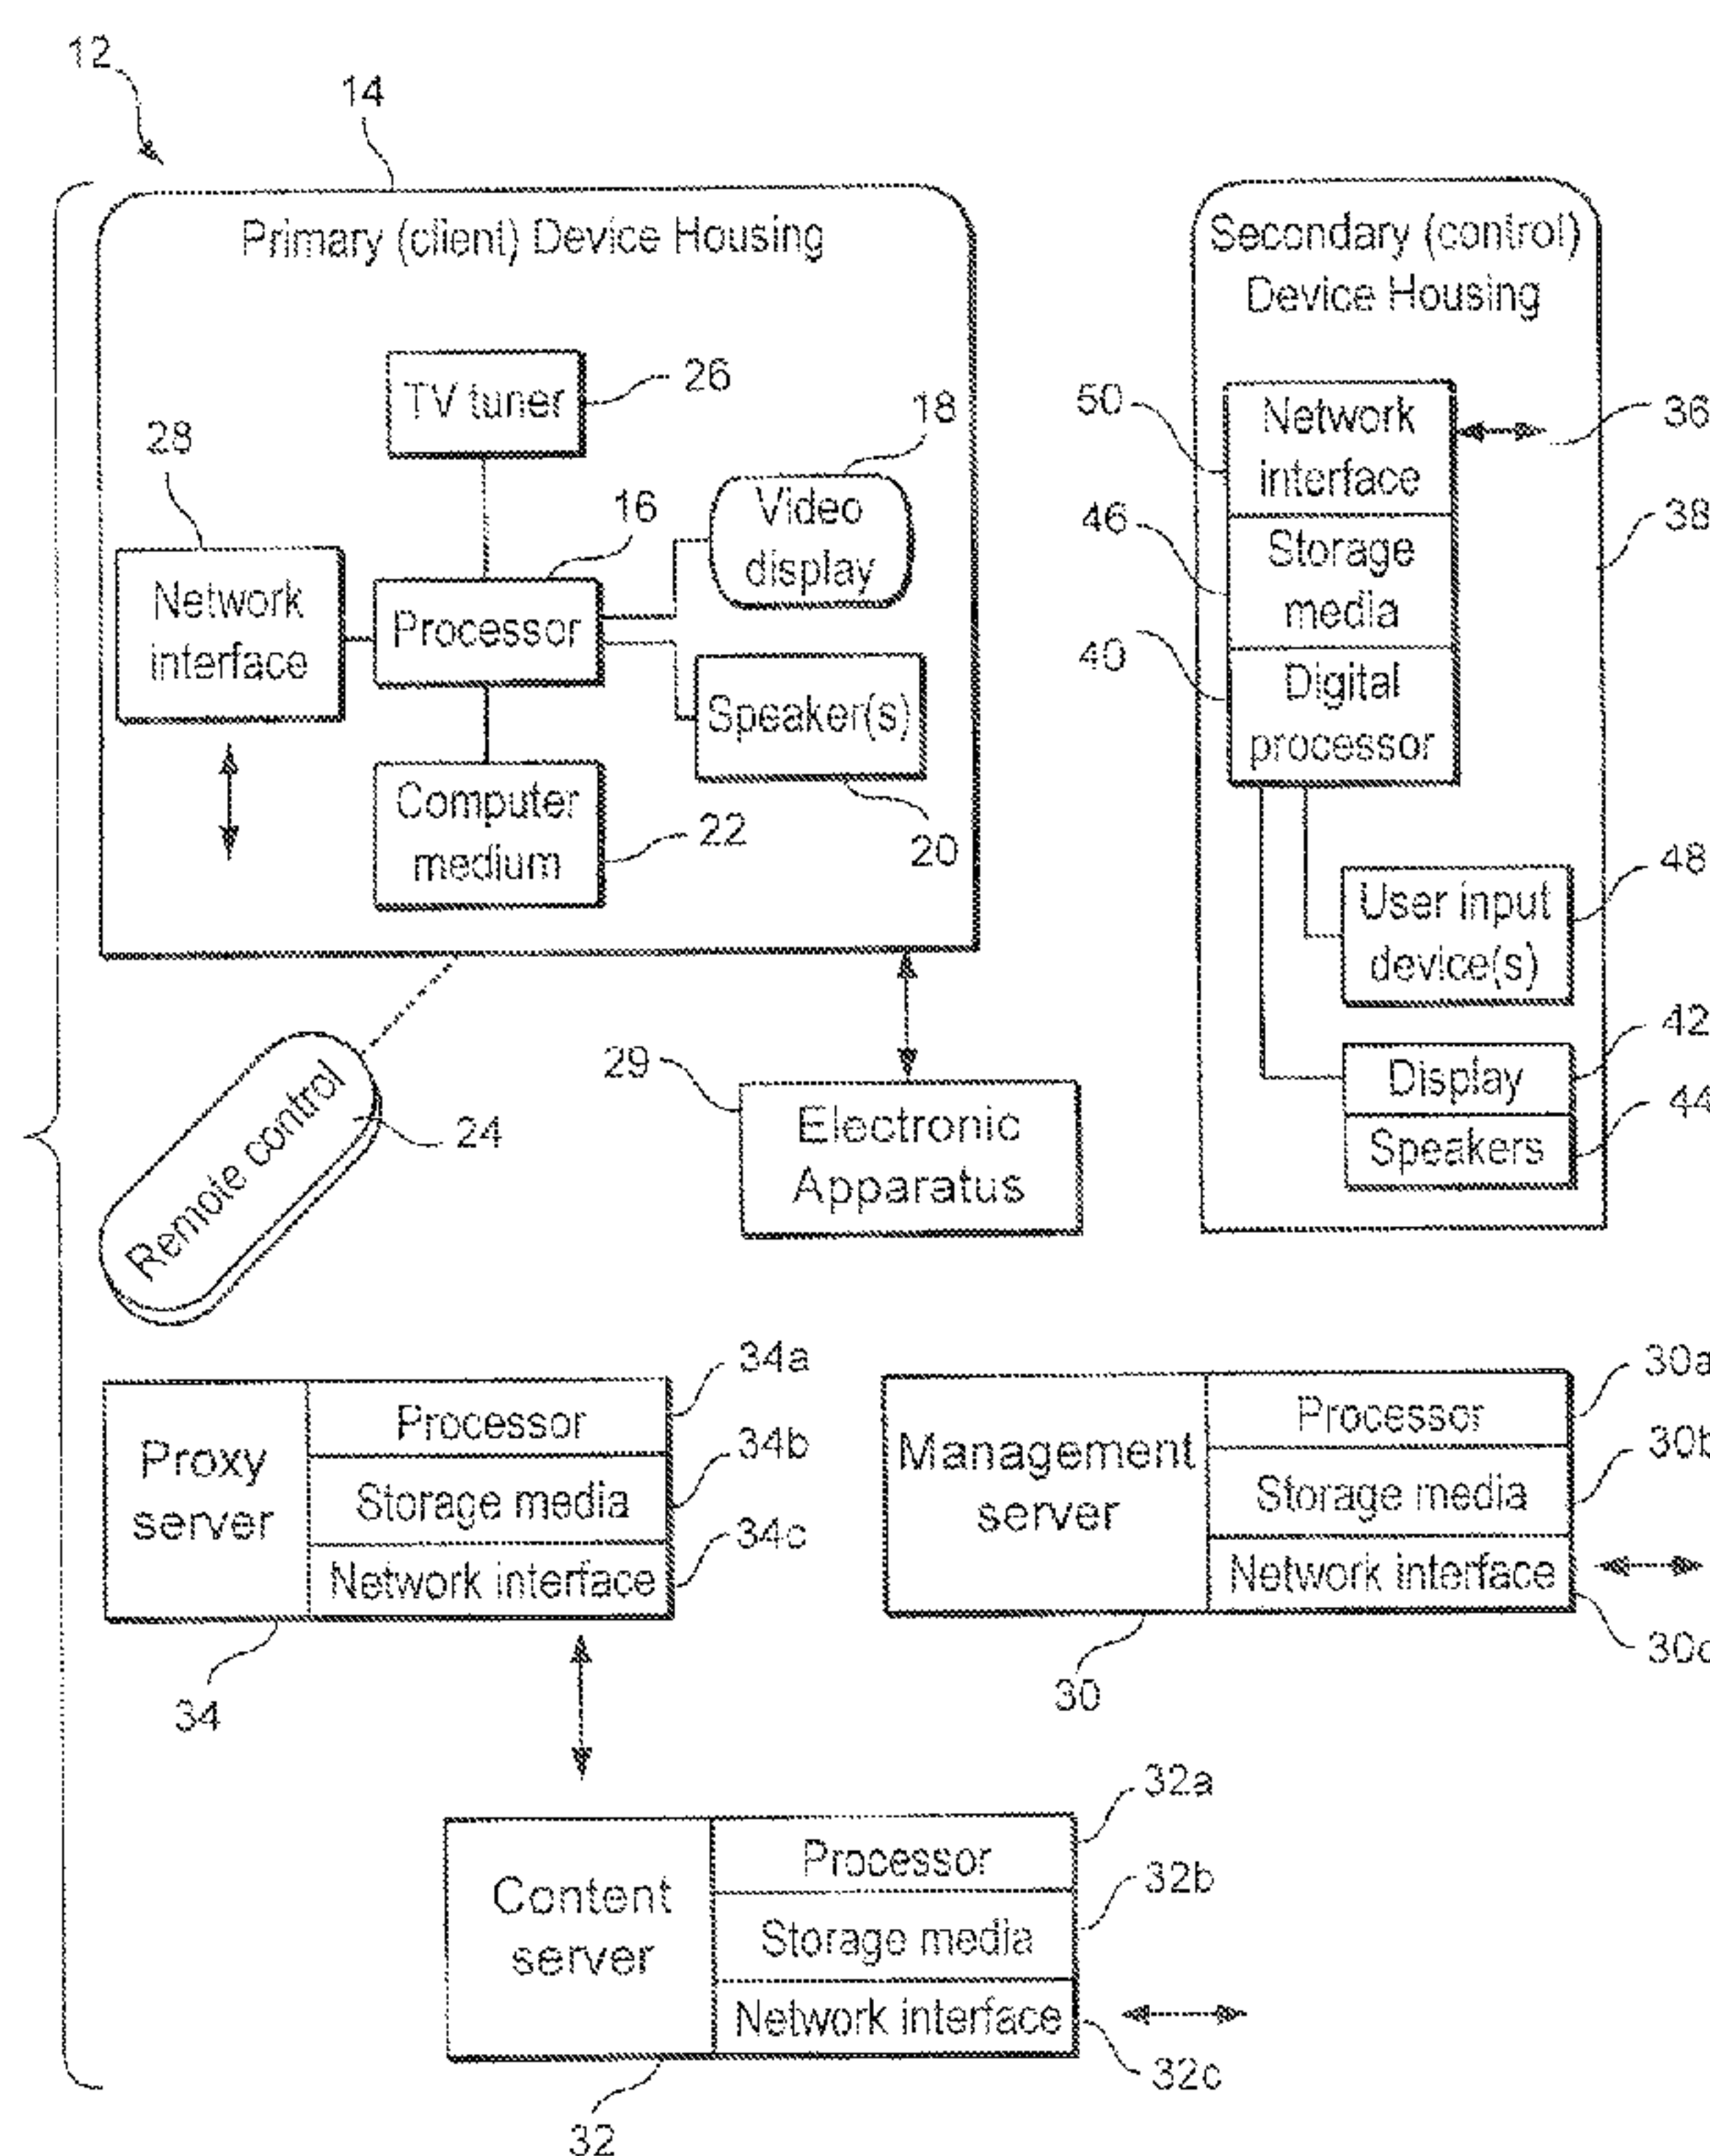 12
14
Primary (client) Device Housing
TV tuner
26
18
28
16
Video
display
Network
interface
Processor
Speaker(s)
Computer
medium
22
20
Secondary (control)
Device Housing
50
Network
interface
36
38
46
Storage
media
40
Digital
processor
48
User input
device(s)
42
Display
44
Speakers
29
Electronic
Apparatus
Remote control
24
34a
Processor
34b
Proxy
server
Storage media
34c
Network interface
34
30a
Processor
30b
Management
server
Storage media
Network interface
30c
30
32a
Processor
32b
Content
server
Storage media
Network interface
32c
32